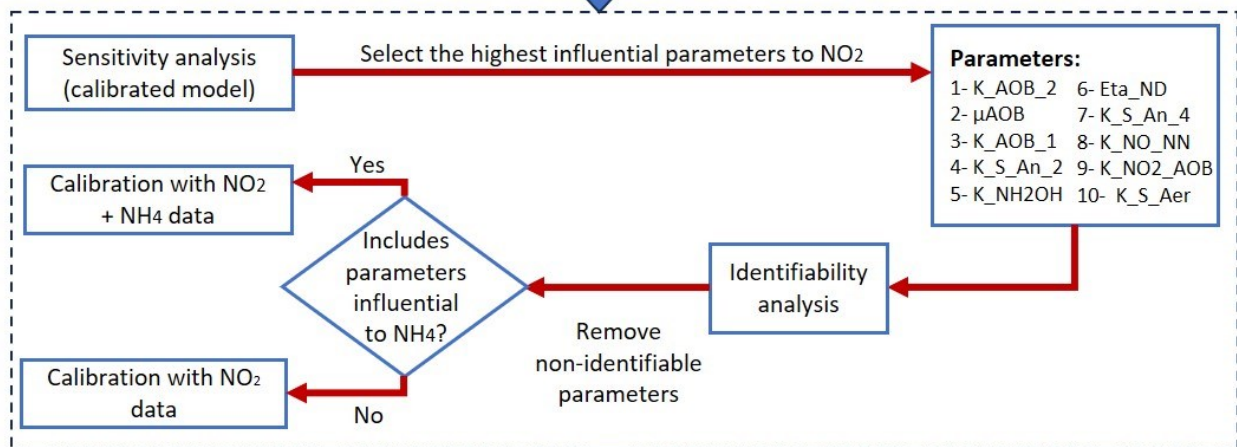 Sensitivity analysis
(calibrated model)
Select the highest influential parameters to NO2
Parameters:
1- K_AOB_2 6- Eta_ND
2- µAOB 7- K_S_An_4
3- K_AOB_1 8- K_NO_NN
4- K_S_An_2 9- K_NO2_AOB
5- K_NH2OH 10- K_S_Aer
Identifiability
analysis
Remove
non-identifiable
parameters
Includes
parameters
influential
to NH4?
Yes
Calibration with NO2
+ NH4 data
No
Calibration with NO2
data